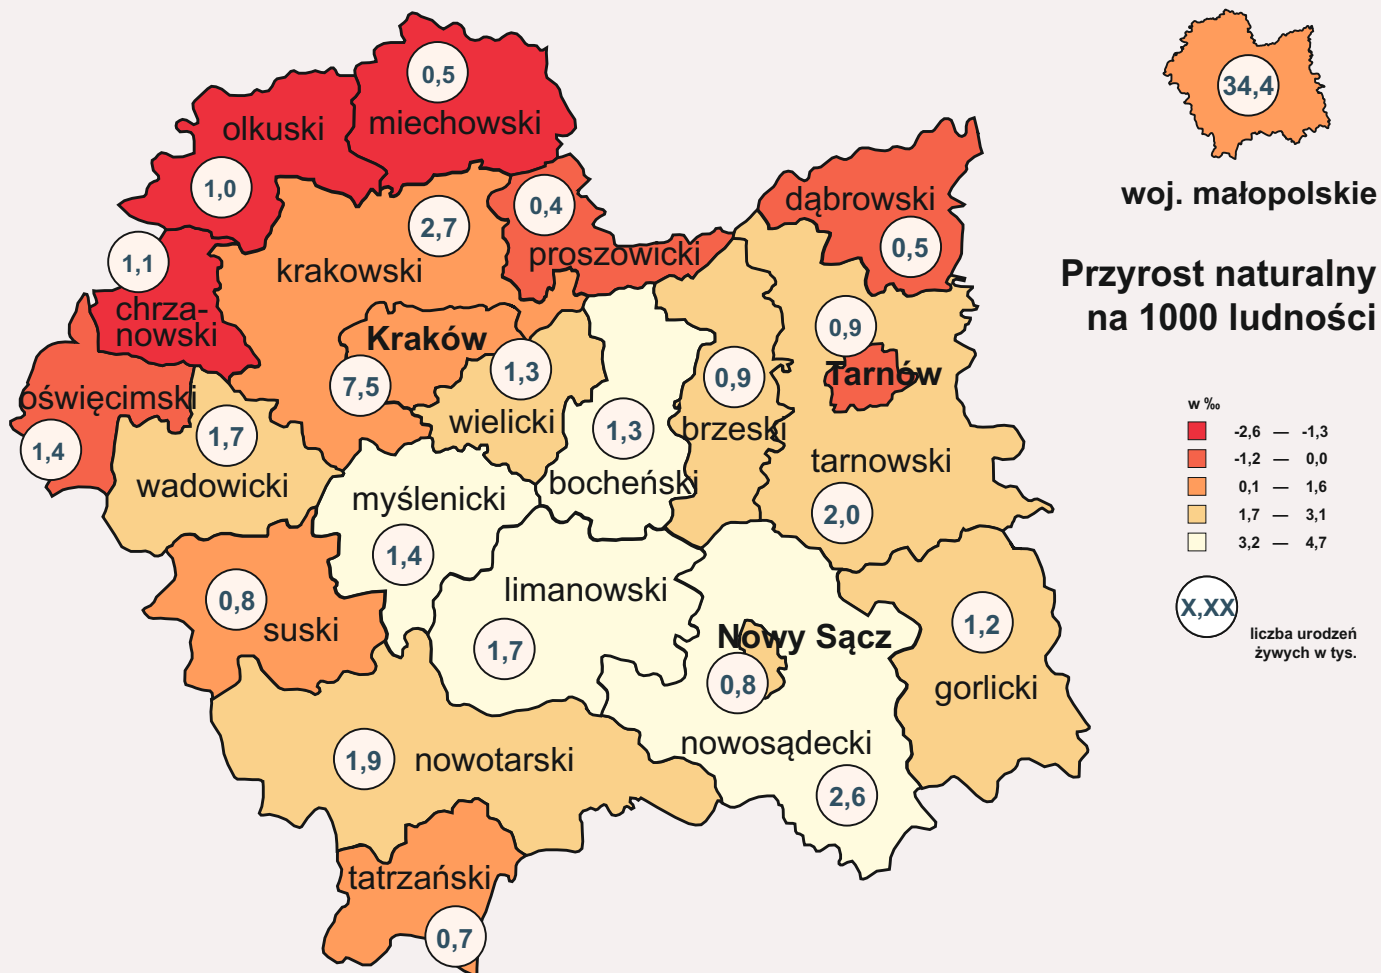 0,5
olkuski
miechowski
1,0
34,4
woj. małopolskie
Przyrost naturalny
na 1000 ludności
dąbrowski
0,5
0,4
proszowicki
2,7
krakowski
1,1
chrza-
nowski
Kraków
7,5
1,3
wielicki
0,9
Tarnów
0,9
brzeski
1,3
bocheński
oświęcimski
1,4
1,7
wadowicki
tarnowski
2,0
myślenicki
1,4
limanowski
1,7
0,8
suski
Nowy Sącz
0,8
nowosądecki
2,6
1,2
gorlicki
1,9
nowotarski
tatrzański
0,7
w ‰
-2,6 — -1,3
-1,2 — 0,0
0,1 — 1,6
1,7 — 3,1
3,2 — 4,7
X,XX
liczba urodzeń
żywych w tys.